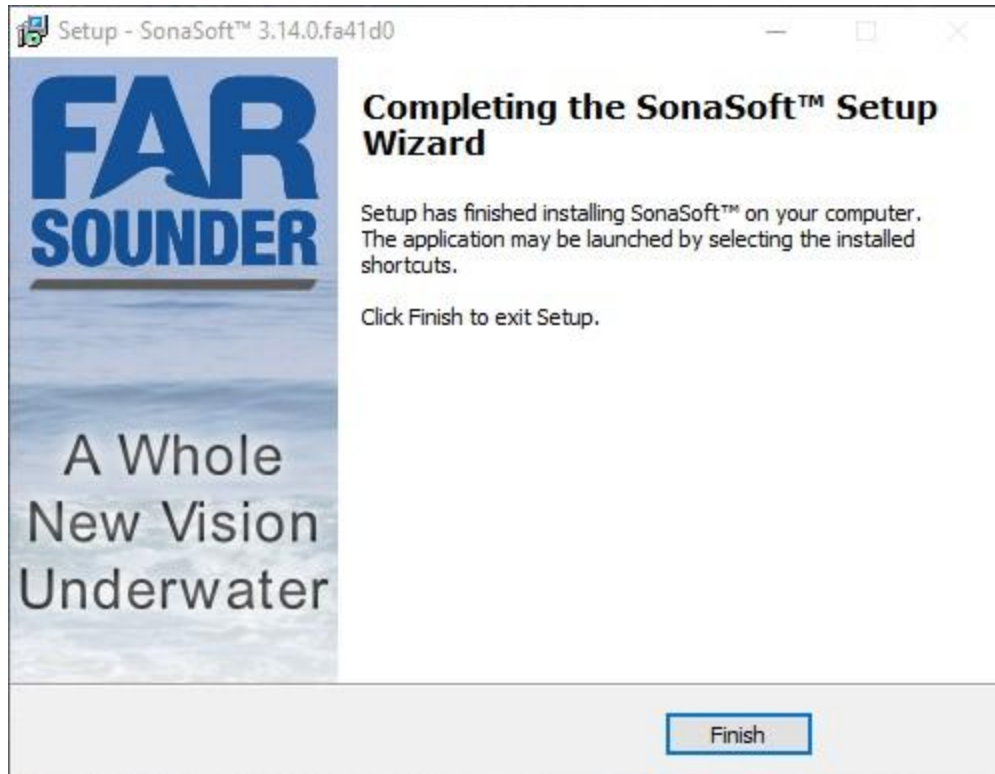 Setup - SonaSoft™ 3.14.0.fa41d0
FAR
SOUNDER
A Whole
New Vision
Underwater
Completing the SonaSoft™ Setup
Wizard
Setup has finished installing SonaSoft™ on your computer.
The application may be launched by selecting the installed
shortcuts.
Click Finish to exit Setup.
Finish